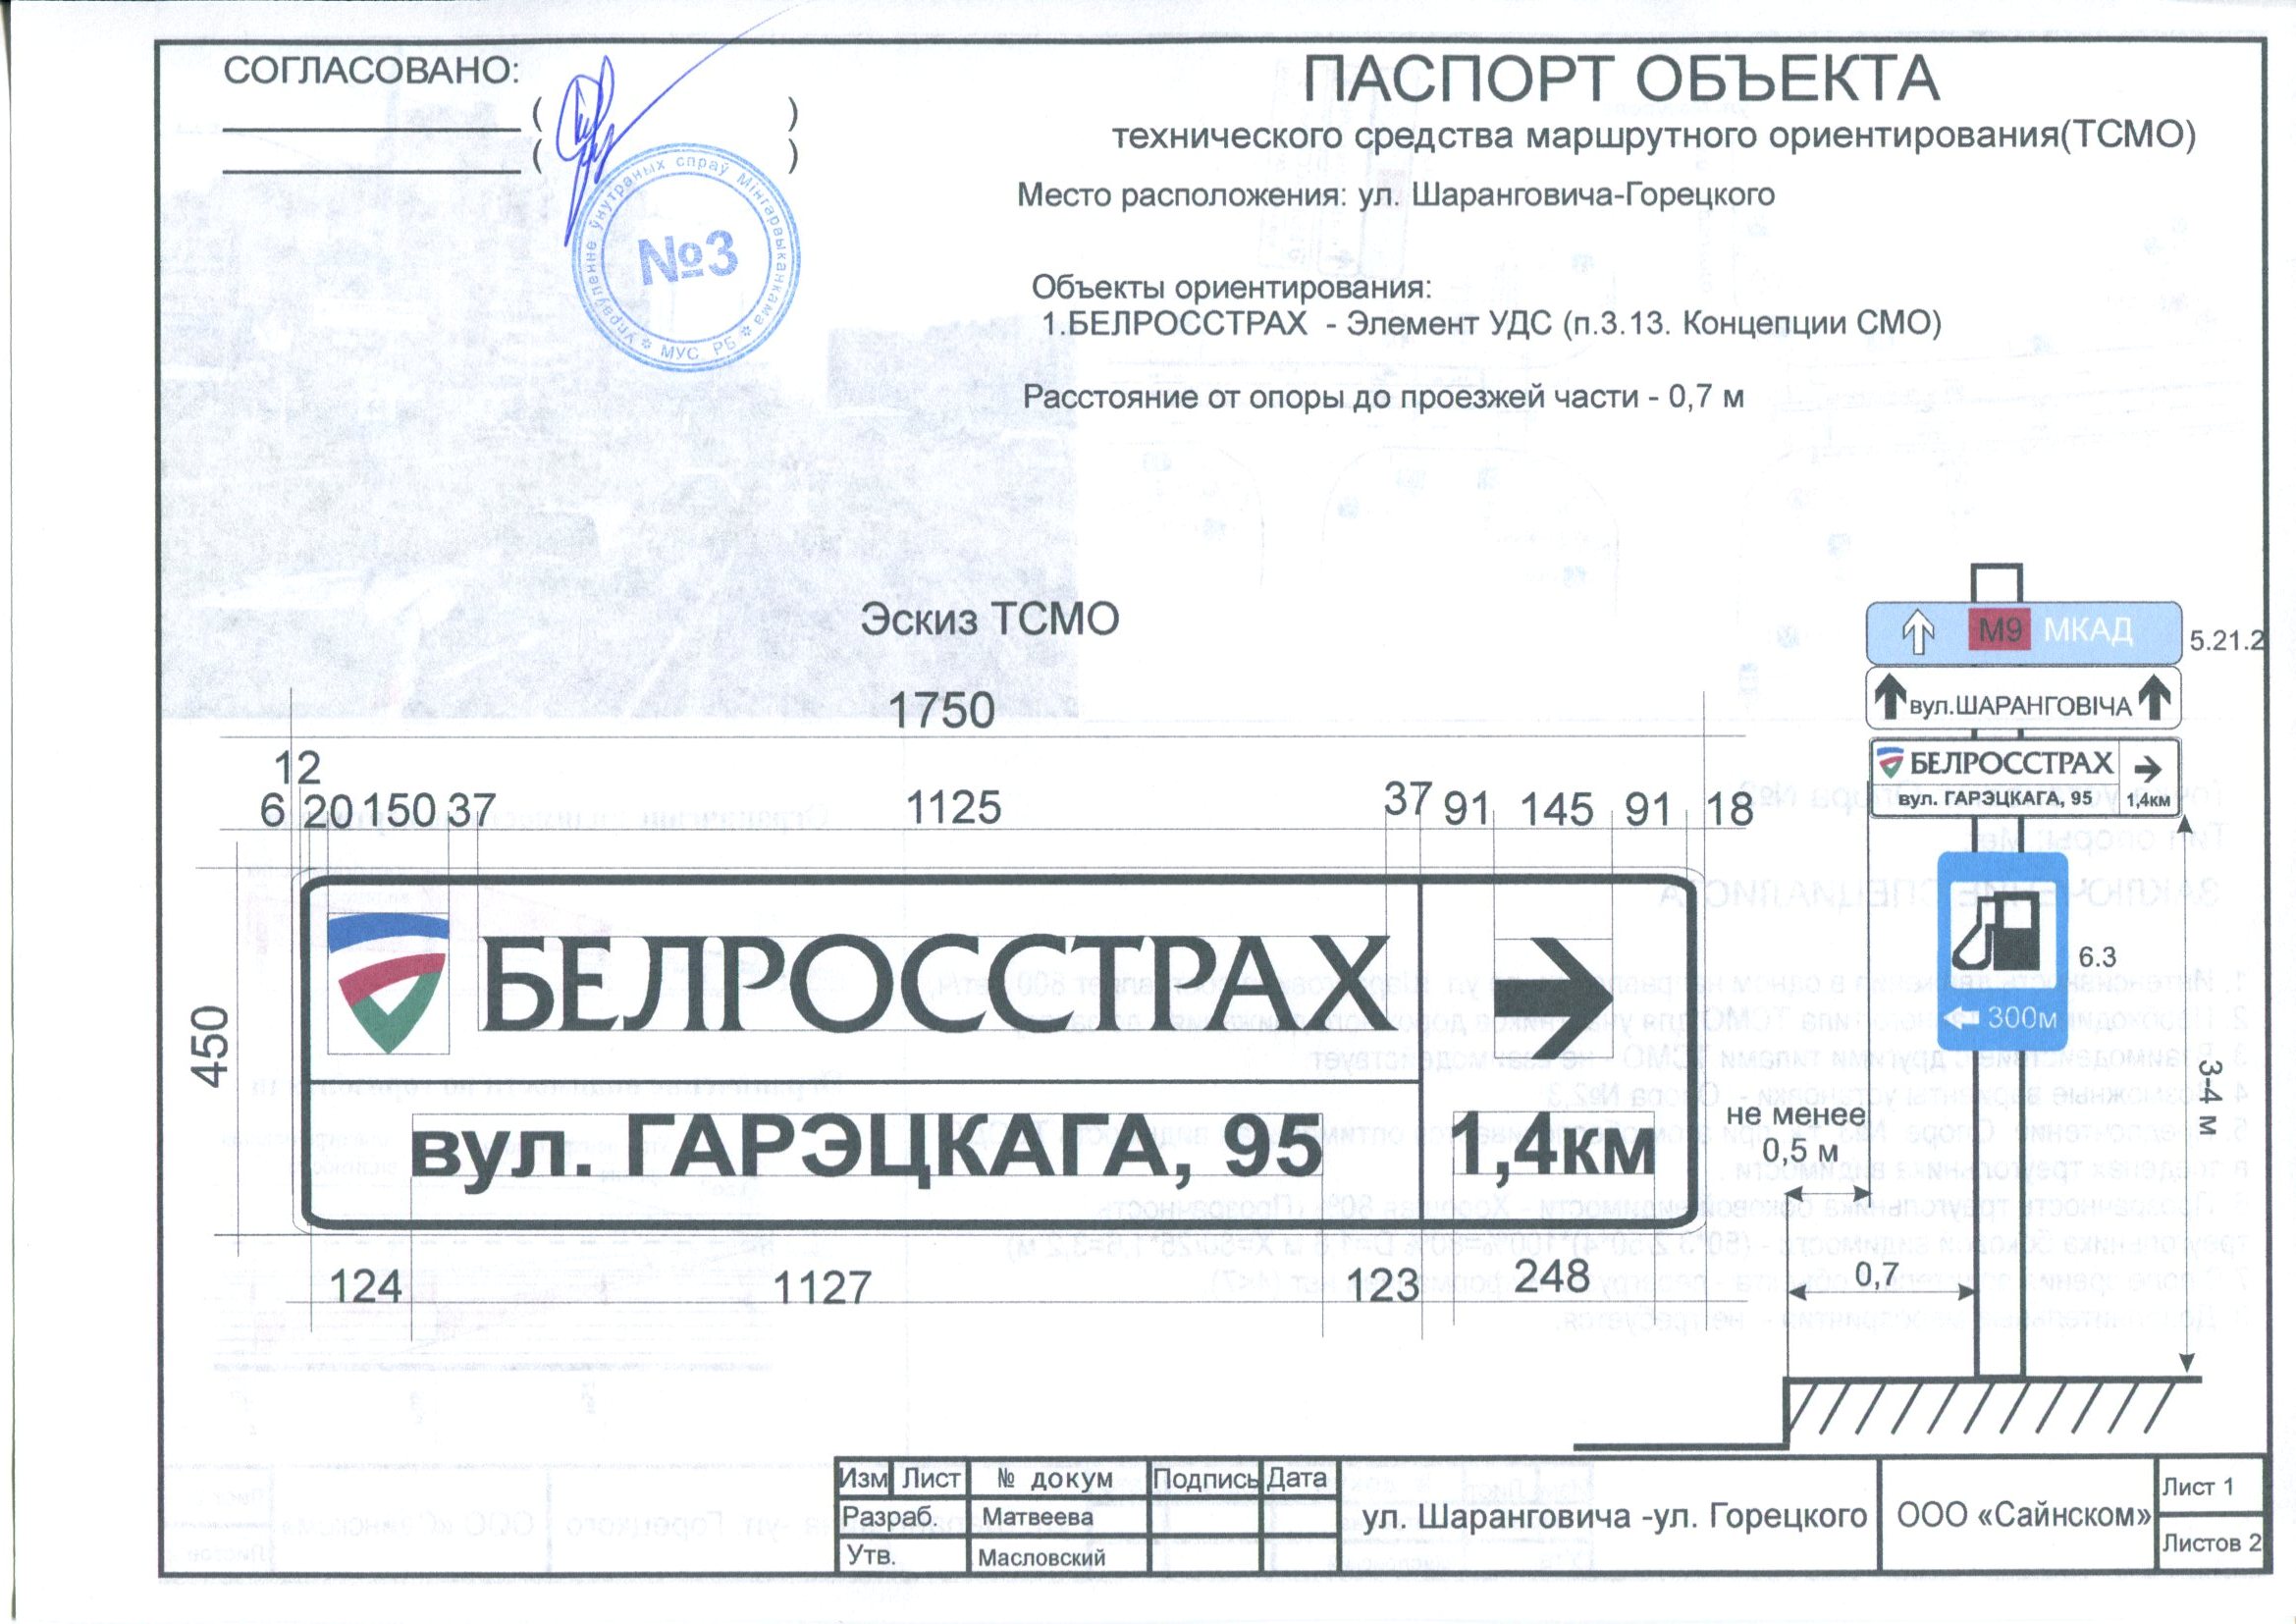 СОГЛАСОВАНО:
( )
( )
Упраўленне ўнутраных спраў Мінгарвыканкама
МУС РБ
№3
ПАСПОРТ ОБЪЕКТА
технического средства маршрутного ориентирования(ТСМО)
Место расположения: ул. Шаранговича-Горецкого
Объекты ориентирования:
1.БЕЛРОССТРАХ - Элемент УДС (п.3.13. Концепции СМО)
Расстояние от опоры до проезжей части - 0,7 м
Эскиз ТСМО
1750
12
6 20 150 37 1125 37 91 145 91 18
450
БЕЛРОССТРАХ
вул. ГАРЭЦКАГА, 95 1,4км
124 1127 123 248
М9 МКАД 5.21.2
вул.ШАРАНГОВІЧА
БЕЛРОССТРАХ
вул. ГАРЭЦКАГА, 95 1,4км
6.3
300м
3-4 м
не менее
0,5 м
0,7
Изм Лист № докум Подпись Дата
Разраб. Матвеева
Утв. Масловский
ул. Шаранговича -ул. Горецкого
ООО «Сайнском»
Лист 1
Листов 2